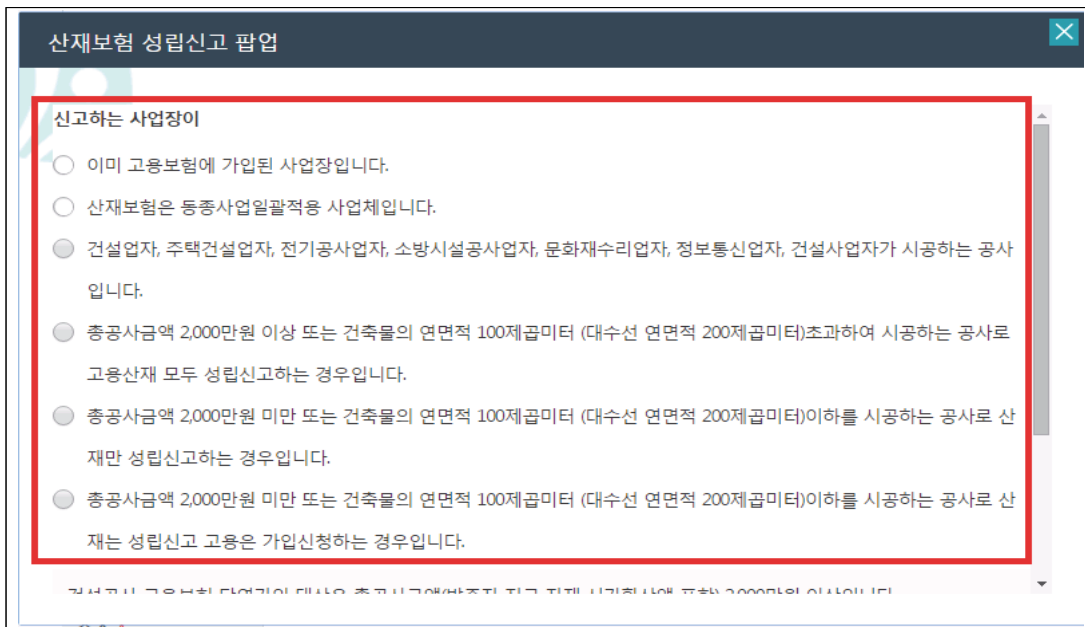 산재보험 성립신고 팝업
신고하는 사업장이
이미 고용보험에 가입된 사업장입니다.
산재보험은 동종사업일괄적용 사업체입니다.
건설업자, 주택건설업자, 전기공사업자, 소방시설공사업자, 문화재수리업자, 정보통신업자, 건설사업자가 시공하는 공사
입니다.
총공사금액 2,000만원 이상 또는 건축물의 연면적 100제곱미터 (대수선 연면적 200제곱미터)초과하여 시공하는 공사로
고용산재 모두 성립신고하는 경우입니다.
총공사금액 2,000만원 미만 또는 건축물의 연면적 100제곱미터 (대수선 연면적 200제곱미터)이하를 시공하는 공사로 산
재만 성립신고하는 경우입니다.
총공사금액 2,000만원 미만 또는 건축물의 연면적 100제곱미터 (대수선 연면적 200제곱미터)이하를 시공하는 공사로 산
재는 성립신고 고용은 가입신청하는 경우입니다.